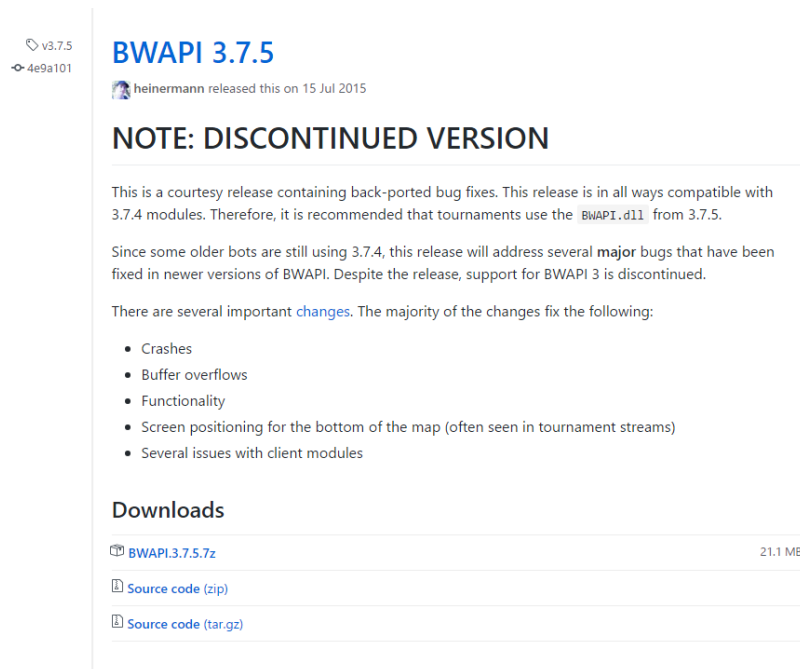 v3.7.5
4e9a101
BWAPI 3.7.5
heinermann released this on 15 Jul 2015
NOTE: DISCONTINUED VERSION
This is a courtesy release containing back-ported bug fixes. This release is in all ways compatible with
3.7.4 modules. Therefore, it is recommended that tournaments use the BWAPI.dll from 3.7.5.
Since some older bots are still using 3.7.4, this release will address several major bugs that have been
fixed in newer versions of BWAPI. Despite the release, support for BWAPI 3 is discontinued.
There are several important changes. The majority of the changes fix the following:
Crashes
Buffer overflows
Functionality
Screen positioning for the bottom of the map (often seen in tournament streams)
Several issues with client modules
Downloads
BWAPI.3.7.5.7z
21.1 MB
Source code (zip)
Source code (tar.gz)